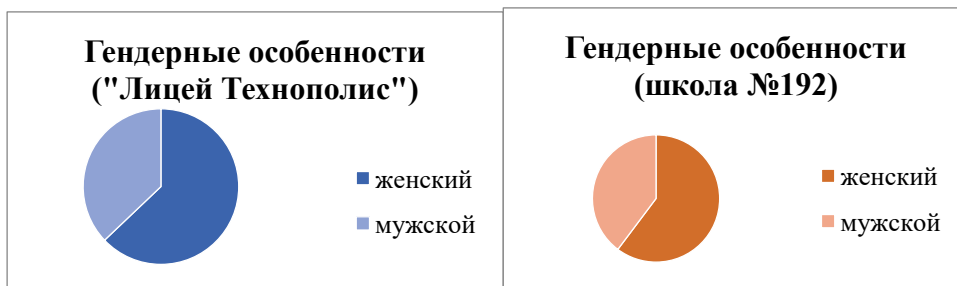 Гендерные особенности
("Лицей Технополис")
женский
мужской
Гендерные особенности
(школа №192)
женский
мужской